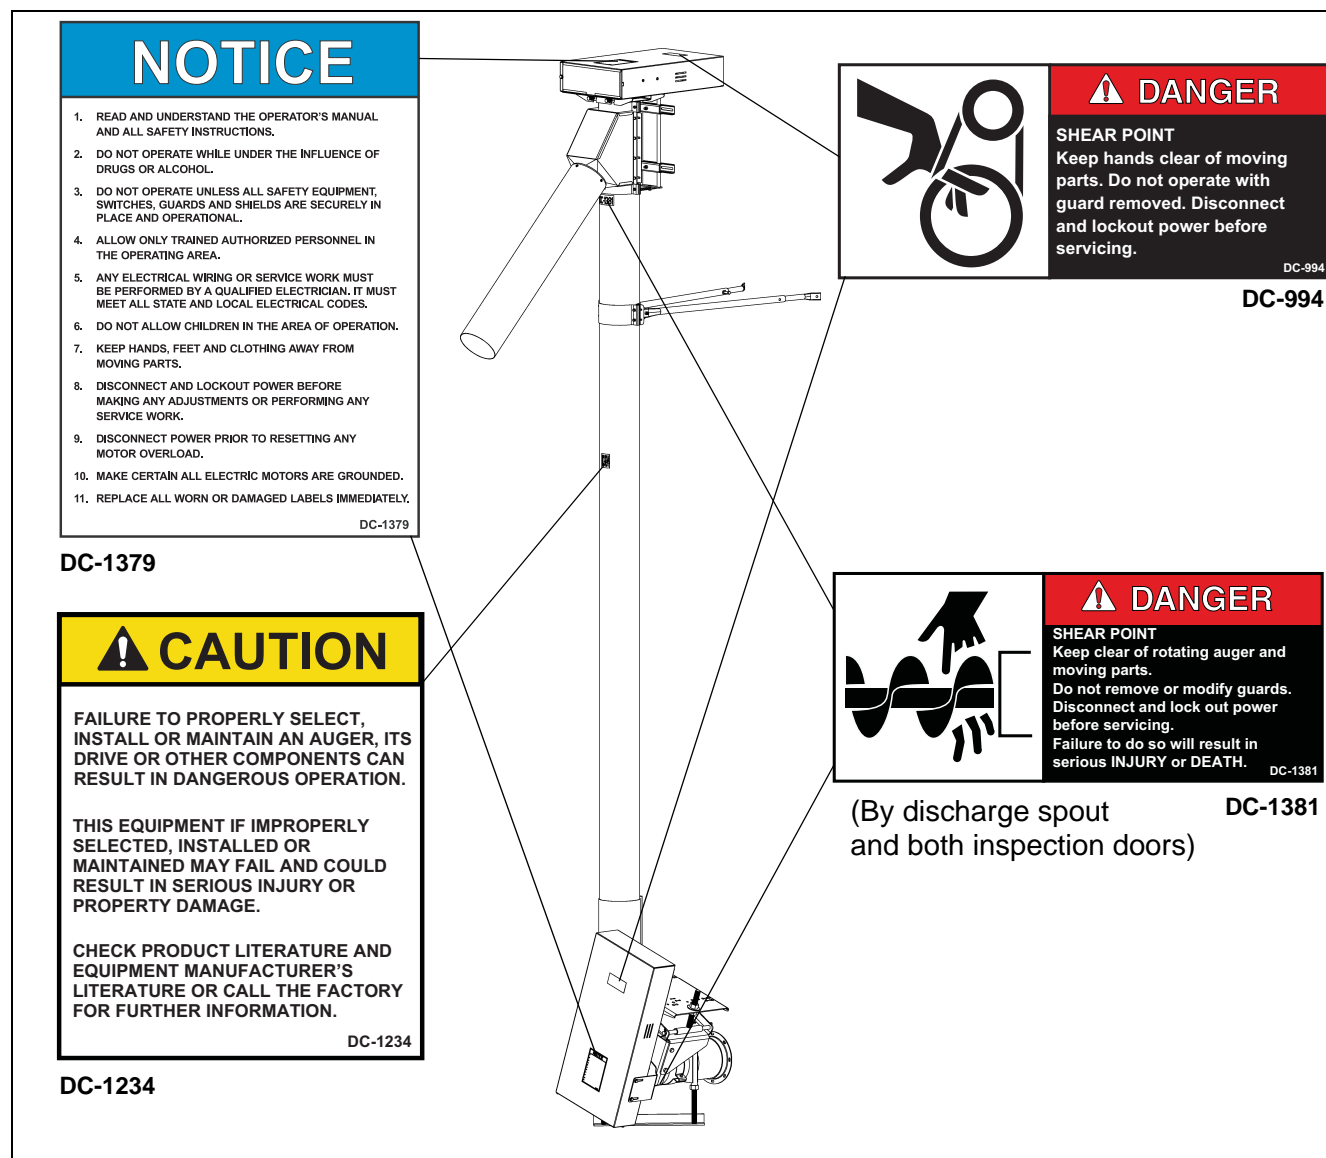 NOTICE
1. READ AND UNDERSTAND THE OPERATOR'S MANUAL
AND ALL SAFETY INSTRUCTIONS.
2. DO NOT OPERATE WHILE UNDER THE INFLUENCE OF
DRUGS OR ALCOHOL.
3. DO NOT OPERATE UNLESS ALL SAFETY EQUIPMENT,
SWITCHES, GUARDS AND SHIELDS ARE SECURELY IN
PLACE AND OPERATIONAL.
4. ALLOW ONLY TRAINED AUTHORIZED PERSONNEL IN
THE OPERATING AREA.
5. ANY ELECTRICAL WIRING OR SERVICE WORK MUST
BE PERFORMED BY A QUALIFIED ELECTRICIAN. IT MUST
MEET ALL STATE AND LOCAL ELECTRICAL CODES.
6. DO NOT ALLOW CHILDREN IN THE AREA OF OPERATION.
7. KEEP HANDS, FEET AND CLOTHING AWAY FROM
MOVING PARTS.
8. DISCONNECT AND LOCKOUT POWER BEFORE
MAKING ANY ADJUSTMENTS OR PERFORMING ANY
SERVICE WORK.
9. DISCONNECT POWER PRIOR TO RESETTING ANY
MOTOR OVERLOAD.
10. MAKE CERTAIN ALL ELECTRIC MOTORS ARE GROUNDED.
11. REPLACE ALL WORN OR DAMAGED LABELS IMMEDIATELY.
DC-1379
DC-1379
CAUTION
FAILURE TO PROPERLY SELECT,
INSTALL OR MAINTAIN AN AUGER, ITS
DRIVE OR OTHER COMPONENTS CAN
RESULT IN DANGEROUS OPERATION.
THIS EQUIPMENT IF IMPROPERLY
SELECTED, INSTALLED OR
MAINTAINED MAY FAIL AND COULD
RESULT IN SERIOUS INJURY OR
PROPERTY DAMAGE.
CHECK PRODUCT LITERATURE AND
EQUIPMENT MANUFACTURER'S
LITERATURE OR CALL THE FACTORY
FOR FURTHER INFORMATION.
DC-1234
DC-1234
DANGER
SHEAR POINT
Keep hands clear of moving
parts. Do not operate with
guard removed. Disconnect
and lockout power before
servicing.
DC-994
DC-994
DANGER
SHEAR POINT
Keep clear of rotating auger and
moving parts.
Do not remove or modify guards.
Disconnect and lock out power
before servicing.
Failure to do so will result in
serious INJURY or DEATH.
DC-1381
DC-1381
(By discharge spout
and both inspection doors)